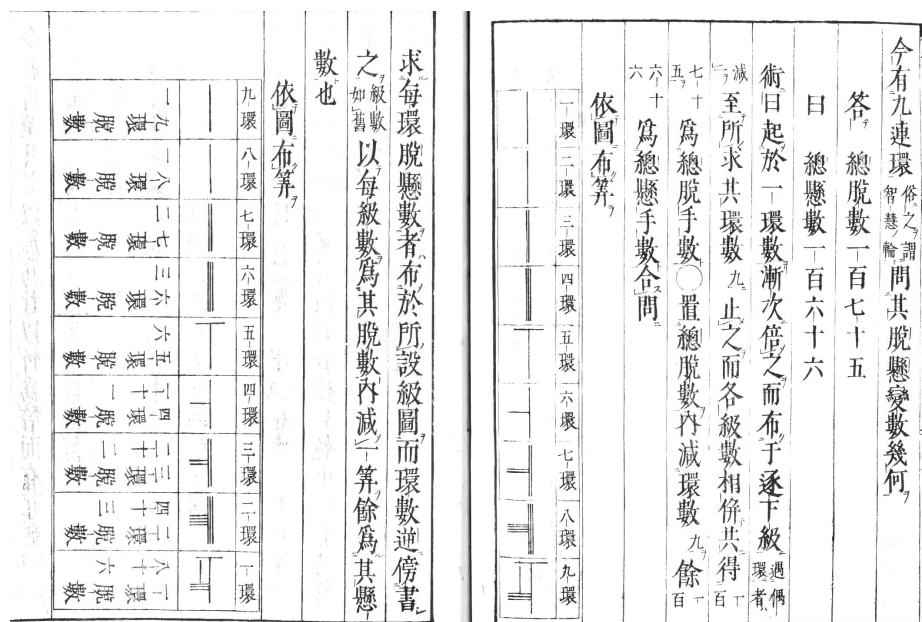 今有九連環俗之謂智慧輪問其脫懸變數幾何
答 總脫數一百七十五
曰 總懸數一百六十六
術曰起於一環數漸次倍之而布于逐下級遇偶環者
減一至所求共環數九止之而各級數相併共得一百
七十五爲總脫手數〇置總脫數內減環數九餘一百
六十六爲總懸手數合問
依圖布筭
一環
二環
三環
四環
五環
六環
七環
八環
九環
求每環脫懸數者布於所設級圖而環數逆傍書
之級數如舊以每級數爲其脫數內減一筭餘爲其懸
數也
依圖布筭
九環
八環
七環
六環
五環
四環
三環
二環
一環
九環脫數一
八環脫數一
七環脫數二
六環脫數三
五環脫數六
四環脫數十一
三環脫數二十二
二環脫數四十三
一環脫數八十六